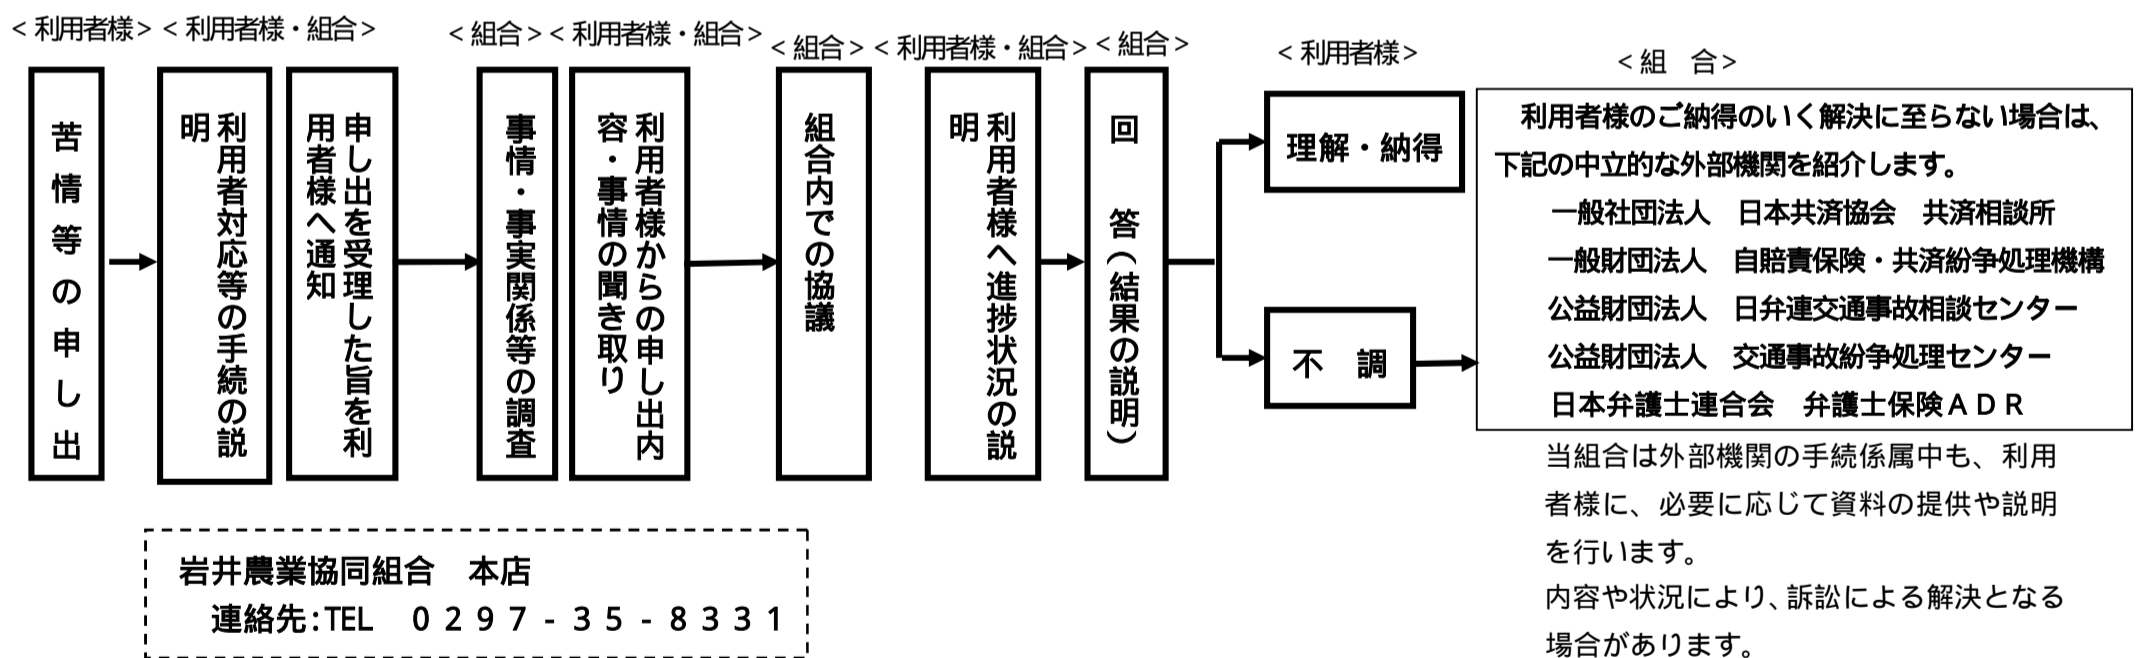 <利用者様>
<利用者様・組合>
<組合>
<利用者様・組合>
<組合>
<利用者様・組合>
<組合>
<利用者様>
<組　合>
苦情等の申し出
利用者対応等の手続の説
明
申し出を受理した旨を利
用者様へ通知
事情・事実関係等の調査
利用者様からの申し出内
容・事情の聞き取り
組合内での協議
利用者様へ進捗状況の説
明
回　答（結果の説明）
理解・納得
不　調
利用者様のご納得のいく解決に至らない場合は、
下記の中立的な外部機関を紹介します。
一般社団法人　日本共済協会　共済相談所
一般財団法人　自賠責保険・共済紛争処理機構
公益財団法人　日弁連交通事故相談センター
公益財団法人　交通事故紛争処理センター
日本弁護士連合会　弁護士保険ＡＤＲ
当組合は外部機関の手続係属中も、利用
者様に、必要に応じて資料の提供や説明
を行います。
内容や状況により、訴訟による解決となる
場合があります。
岩井農業協同組合　本店
連絡先:TEL　０２９７-３５-８３３１